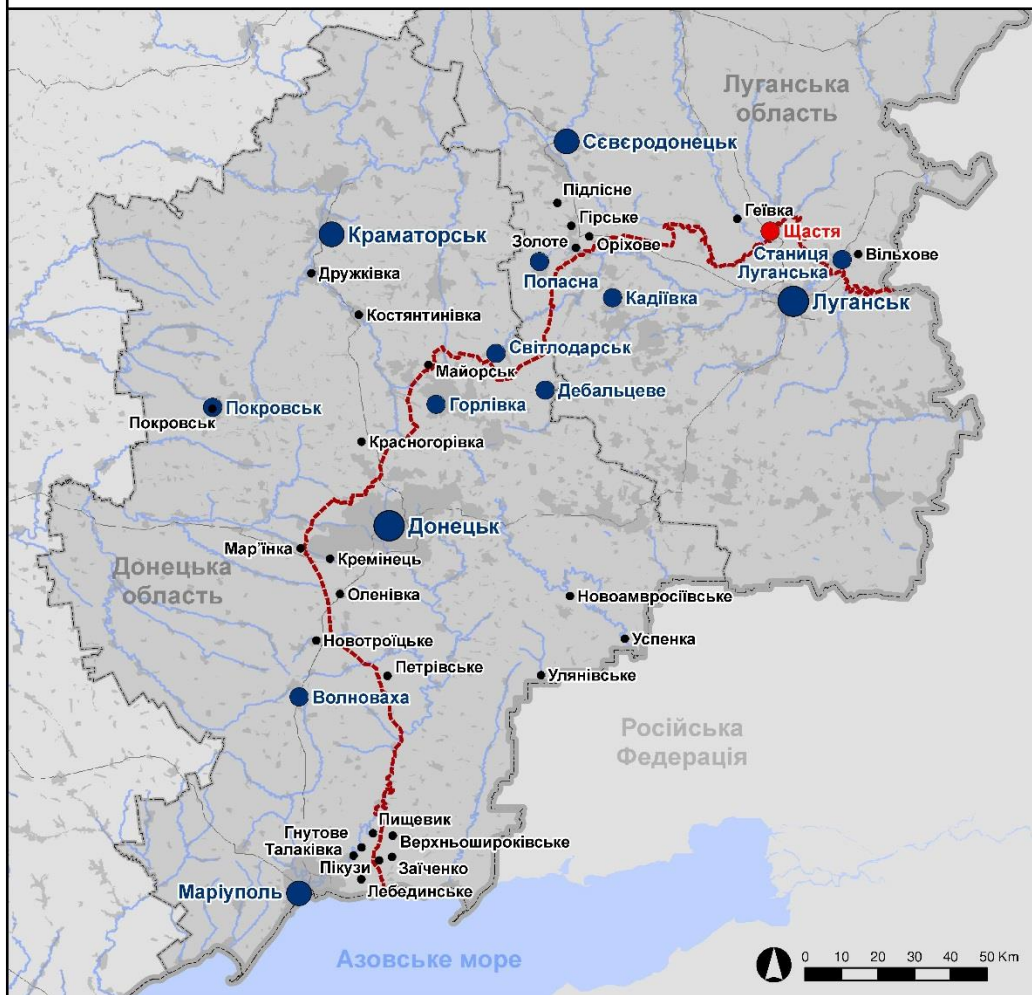 Луганська
область
Сєвєродонецьк
Підлісне
Гірське
Геївка
Щастя
Золоте
Оріхове
Краматорськ
Станиця
Луганська
Вільхове
Попасна
Дружківка
Кадіївка
Луганськ
Костянтинівка
Світлодарськ
Майорськ
Дебальцеве
Горлівка
Покровськ
Покровськ
Красногорівка
Донецьк
Мар'їнка
Кремінець
Донецька
область
Оленівка
Новоамвросіївське
Новотроїцьке
Успенка
Петрівське
Улянівське
Волноваха
Російська
Федерація
Пищевик
Гнутове
Верхньошироківське
Талаківка
Пікузи
Заїченко
Лебединське
Маріуполь
Азовське море
0 10 20 30 40 50 Km